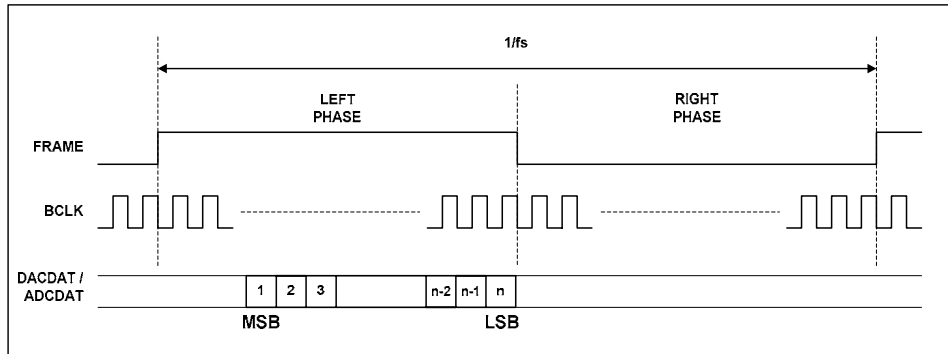 1/fs
LEFT
PHASE
RIGHT
PHASE
FRAME
BCLK
DACDAT /
ADCDAT
1 2 3 n-2 n-1 n
MSB LSB